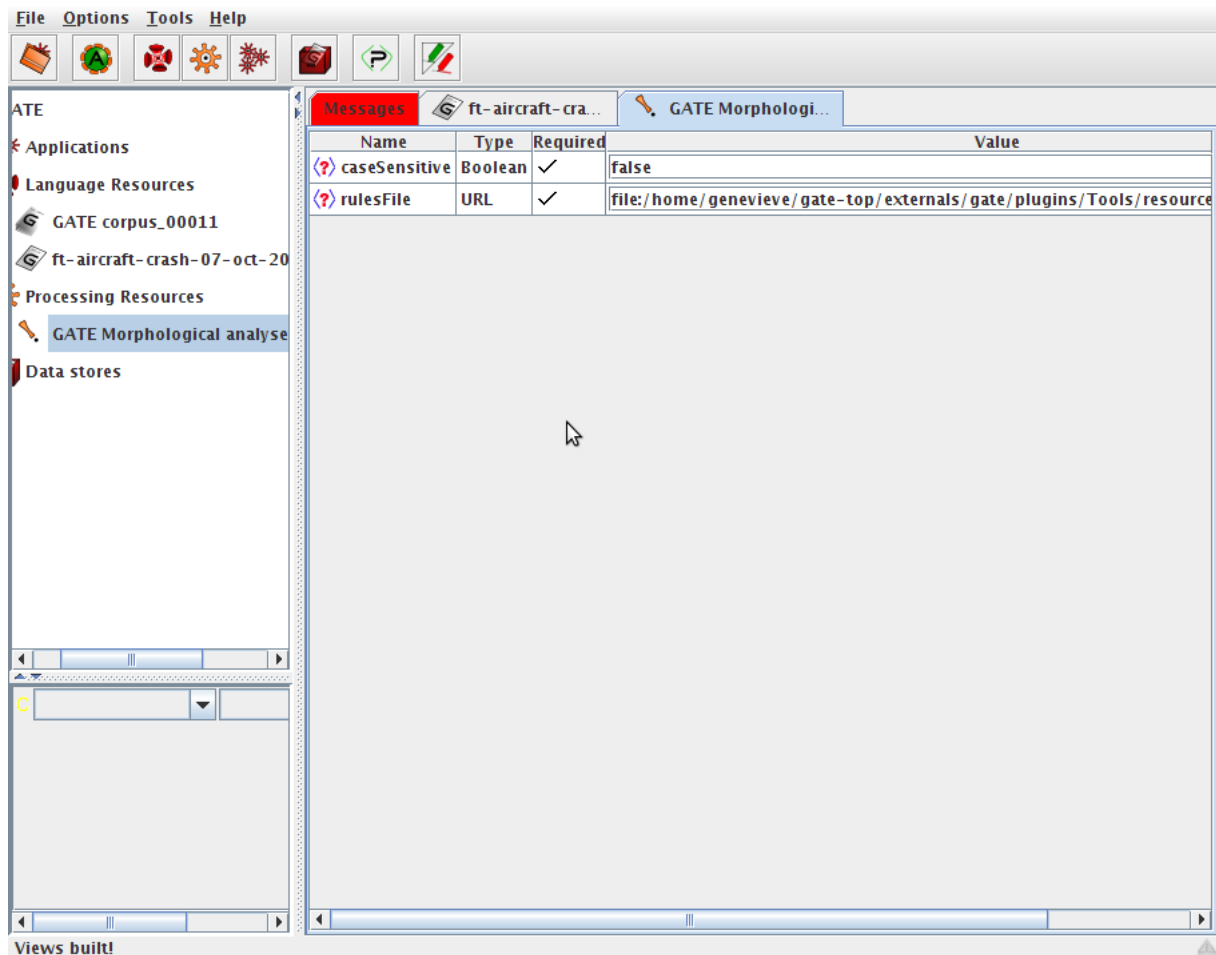 File Options Tools Help
ATE
Applications
Language Resources
GATE corpus_00011
ft-aircraft-crash-07-oct-20
Processing Resources
GATE Morphological analyse
Data stores
C
Messages ft-aircraft-cra... GATE Morphologi...
Name Type Required Value
<?> caseSensitive Boolean ✓ false
<?> rulesFile URL ✓ file:/home/genevieve/gate-top/externals/gate/plugins/Tools/resource
Views built!